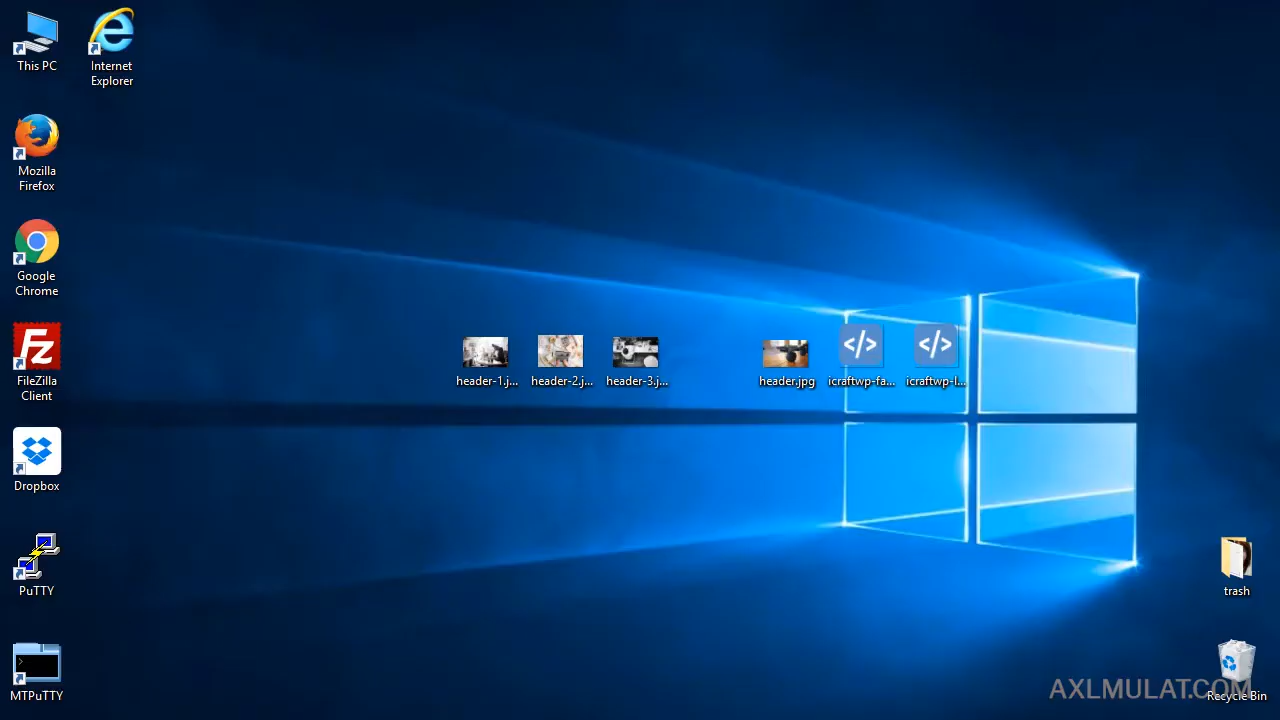 This PC
Internet
Explorer
Mozilla
Firefox
Google
Chrome
FileZilla
Client
Dropbox
PuTTY
MTPuTTY
header-1.j...
header-2.j...
header-3.j...
header.jpg
icraftwp-fa...
icraftwp-l...
trash
Recycle Bin
AXLMULAT.COM